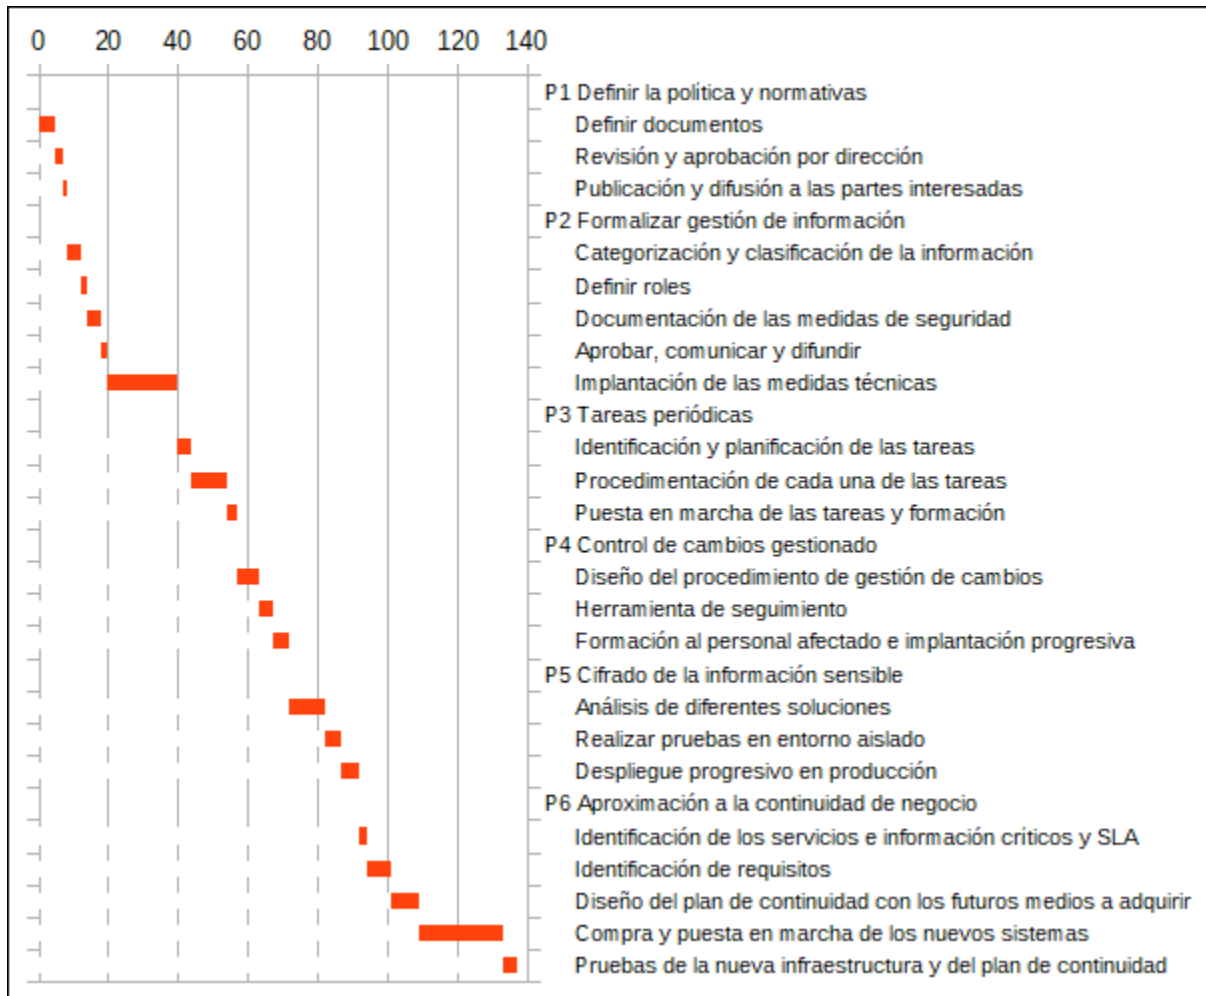 0 20 40 60 80 100 120 140
P1 Definir la política y normativas
Definir documentos
Revisión y aprobación por dirección
Publicación y difusión a las partes interesadas
P2 Formalizar gestión de información
Categorización y clasificación de la información
Definir roles
Documentación de las medidas de seguridad
Aprobar, comunicar y difundir
Implantación de las medidas técnicas
P3 Tareas periódicas
Identificación y planificación de las tareas
Procedimentación de cada una de las tareas
Puesta en marcha de las tareas y formación
P4 Control de cambios gestionado
Diseño del procedimiento de gestión de cambios
Herramienta de seguimiento
Formación al personal afectado e implantación progresiva
P5 Cifrado de la información sensible
Análisis de diferentes soluciones
Realizar pruebas en entorno aislado
Despliegue progresivo en producción
P6 Aproximación a la continuidad de negocio
Identificación de los servicios e información críticos y SLA
Identificación de requisitos
Diseño del plan de continuidad con los futuros medios a adquirir
Compra y puesta en marcha de los nuevos sistemas
Pruebas de la nueva infraestructura y del plan de continuidad